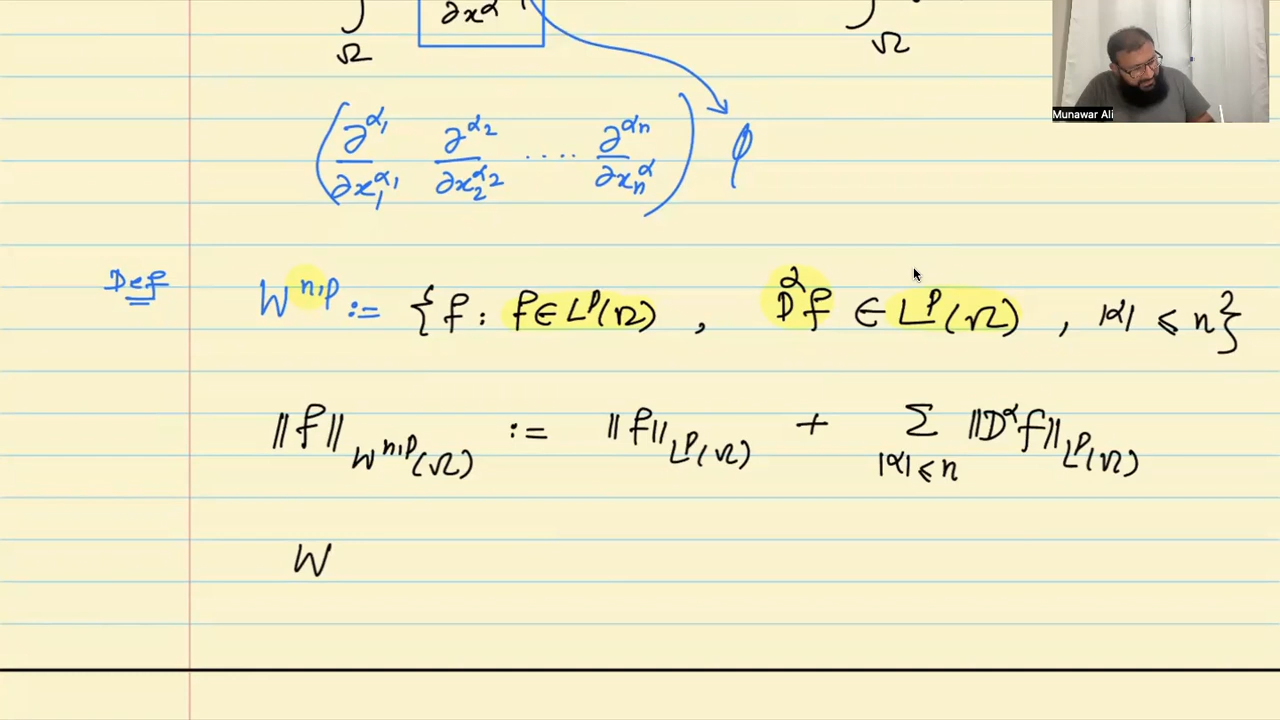 ∂x^α
Ω Ω
Munawar Ali
(∂^α₁/∂x₁^α₁ ∂^α₂/∂x₂^α₂ .... ∂^αn/∂xₙ^α) φ
Def W^{n,p} := {f : f ∈ L^p(Ω) , D^α f ∈ L^p(Ω) , |α| ≤ n}
||f||_{W^{n,p}(Ω)} := ||f||_{L^p(Ω)} + Σ_{|α| ≤ n} ||D^α f||_{L^p(Ω)}
W